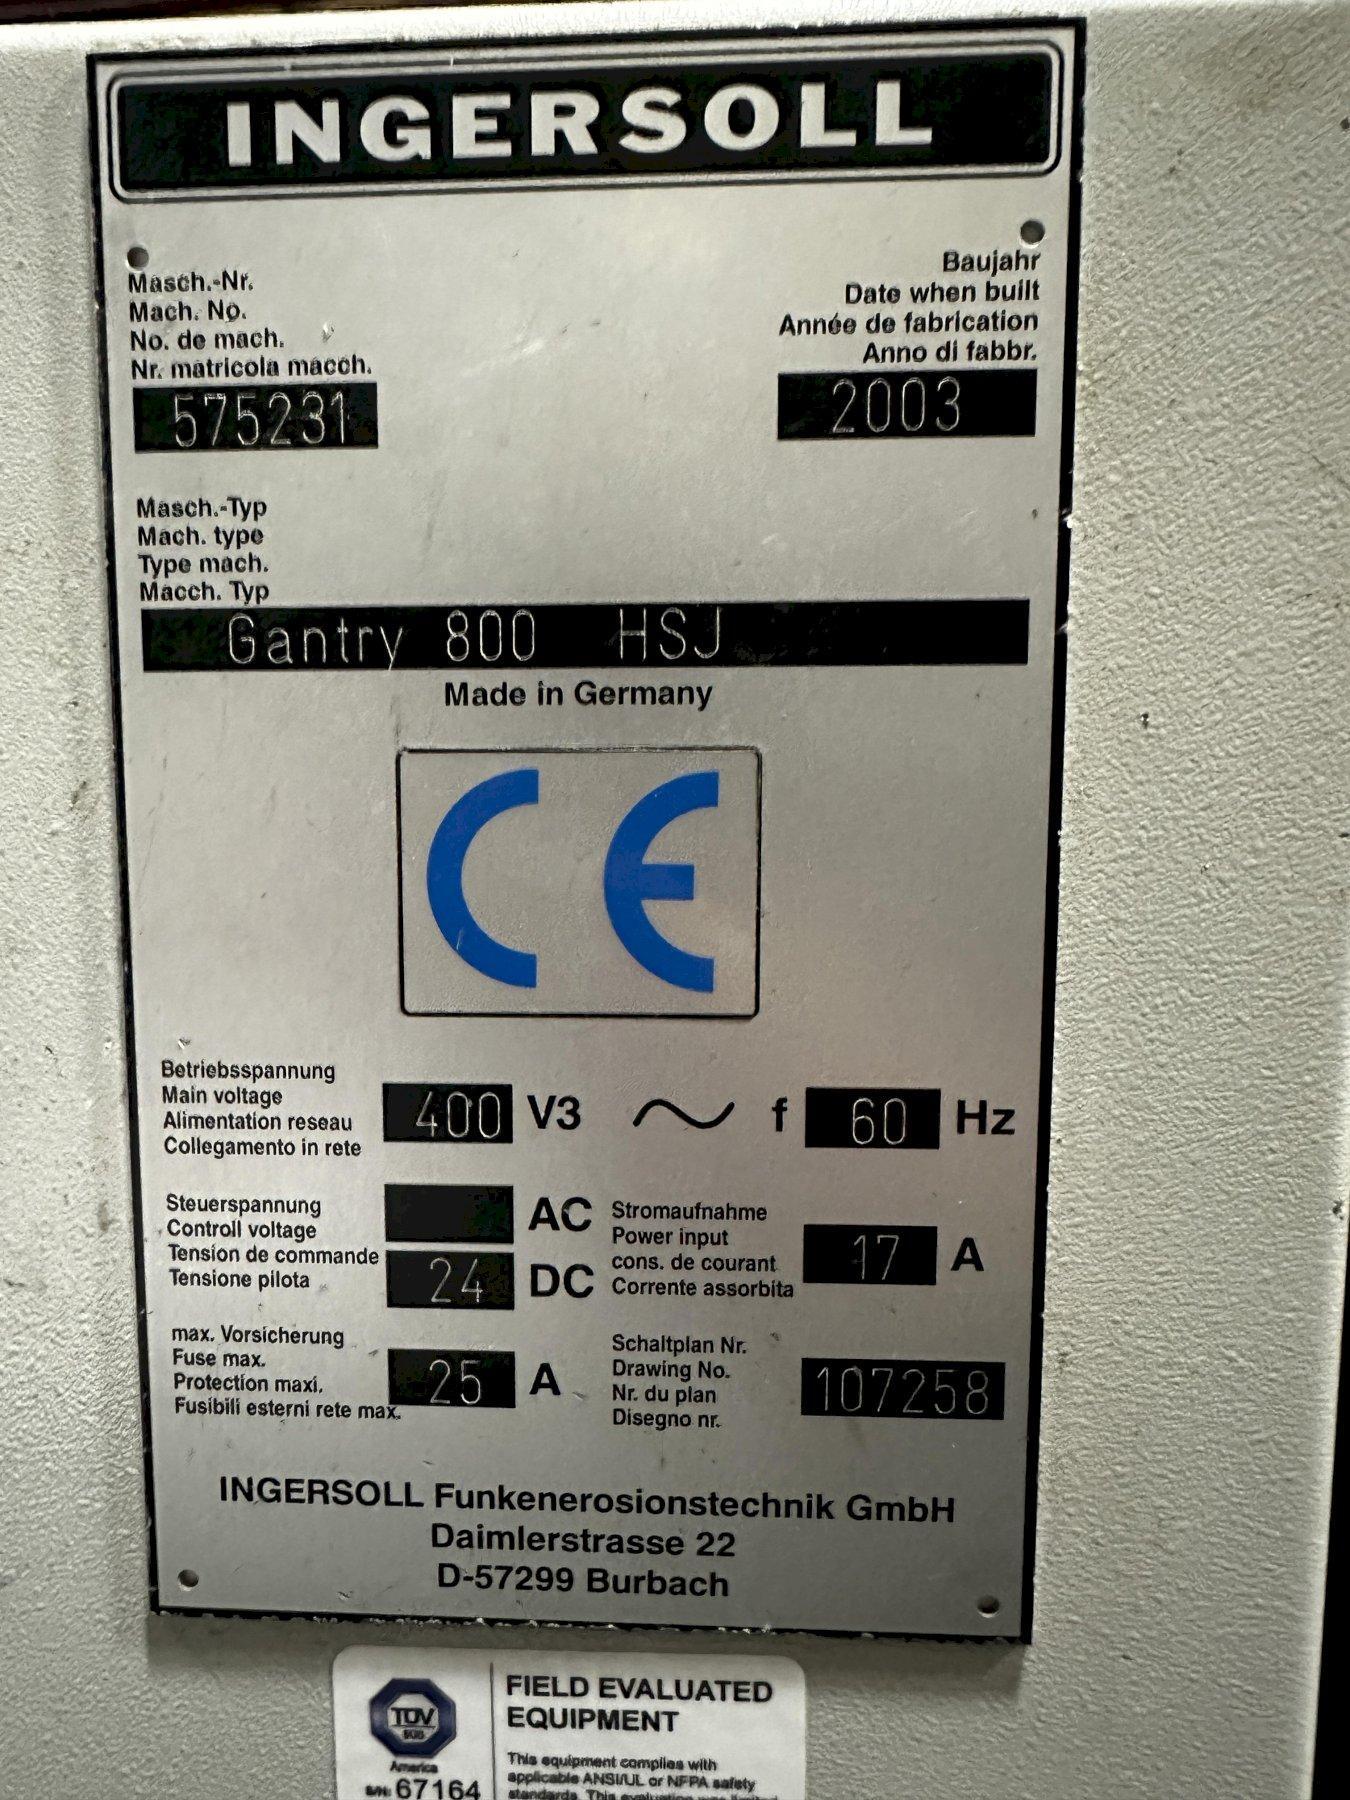 INGERSOLL
Masch.-Nr.
Mach. No.
No. de mach.
Nr. matricola macch.
575231
Baujahr
Date when built
Année de fabrication
Anno di fabbr.
2003
Masch.-Typ
Mach. type
Type mach.
Macch. Typ
Gantry 800 HSJ
Made in Germany
CE
Betriebsspannung
Main voltage
Alimentation reseau
Collegamento in rete
400 V3 ~ f 60 Hz
Steuerspannung
Controll voltage
Tension de commande
Tensione pilota
AC
24 DC
Stromaufnahme
Power input
cons. de courant
Corrente assorbita
17 A
max. Vorsicherung
Fuse max.
Protection maxi.
Fusibili esterni rete max.
25 A
Schaltplan Nr.
Drawing No.
Nr. du plan
Disegno nr.
107258
INGERSOLL Funkenerosionstechnik GmbH
Daimlerstrasse 22
D-57299 Burbach
TÜV
SÜD
America
S/N: 67164
FIELD EVALUATED
EQUIPMENT
This equipment complies with
applicable ANSI/UL or NFPA safety
standards. This evaluation was limited